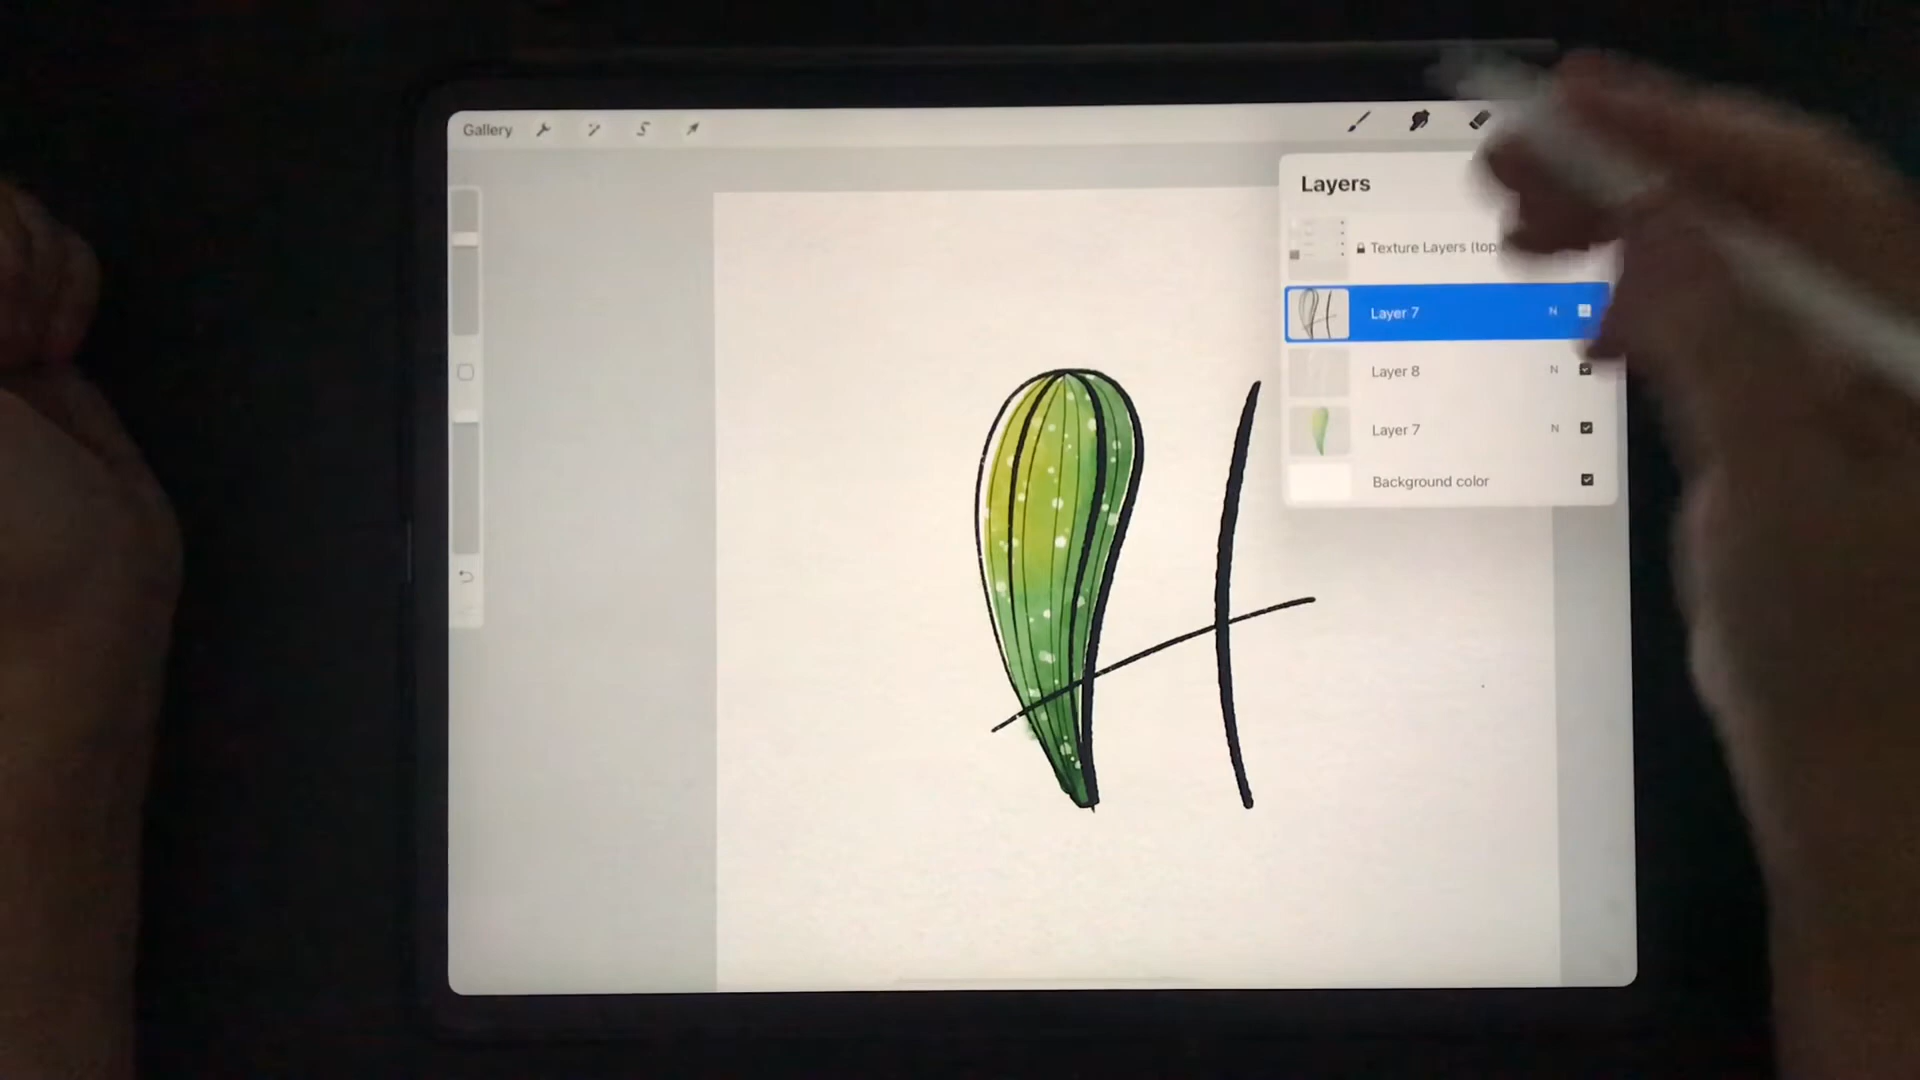 Gallery
Layers
Texture Layers (top
Layer 7 N
Layer 8 N
Layer 7 N
Background color
H